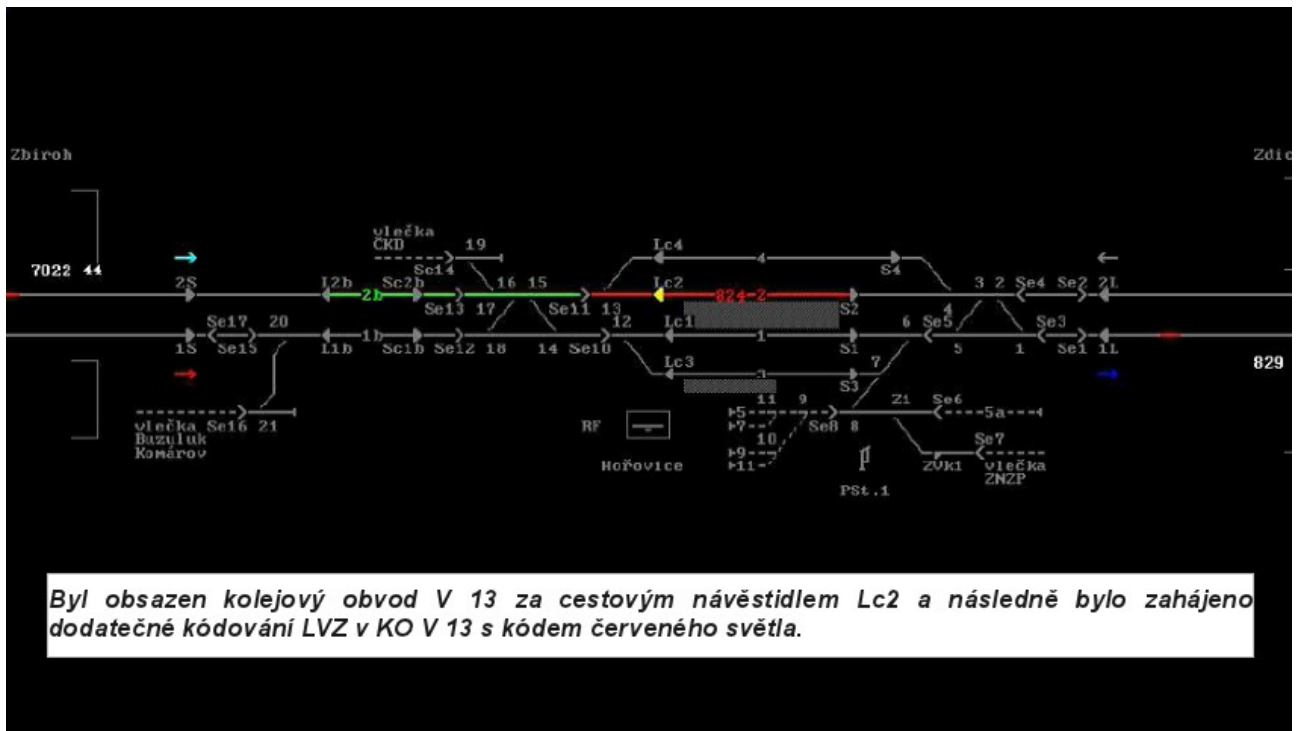 Zbiroh Zdic
vlečka
ČKD 19 Lc4
Sc14 4 S4
7022 44 2S L2b Sc2b 16 15 Lc2 3 2 Se4 Se2 2L
2b 824-2
Se13 17 Se11 13 S2 4
Se17 20 12 Lc1 6 Se5 Se3
1b 1
1S Se15 L1b Sc1b Se12 18 14 Se10 S1 5 1 Se1 1L
Lc3 7 829
3 S3
11 9 Z1 Se6
5 5a
vlečka Se16 21 RF 7 Se8 8 Se7
Buzuluk 10
Komárov 9
Hořovice 11 ZVk1 vlečka
ZNZP
PSt.1
Byl obsazen kolejový obvod V 13 za cestovým návěstidlem Lc2 a následně bylo zahájeno
dodatečné kódování LVZ v KO V 13 s kódem červeného světla.